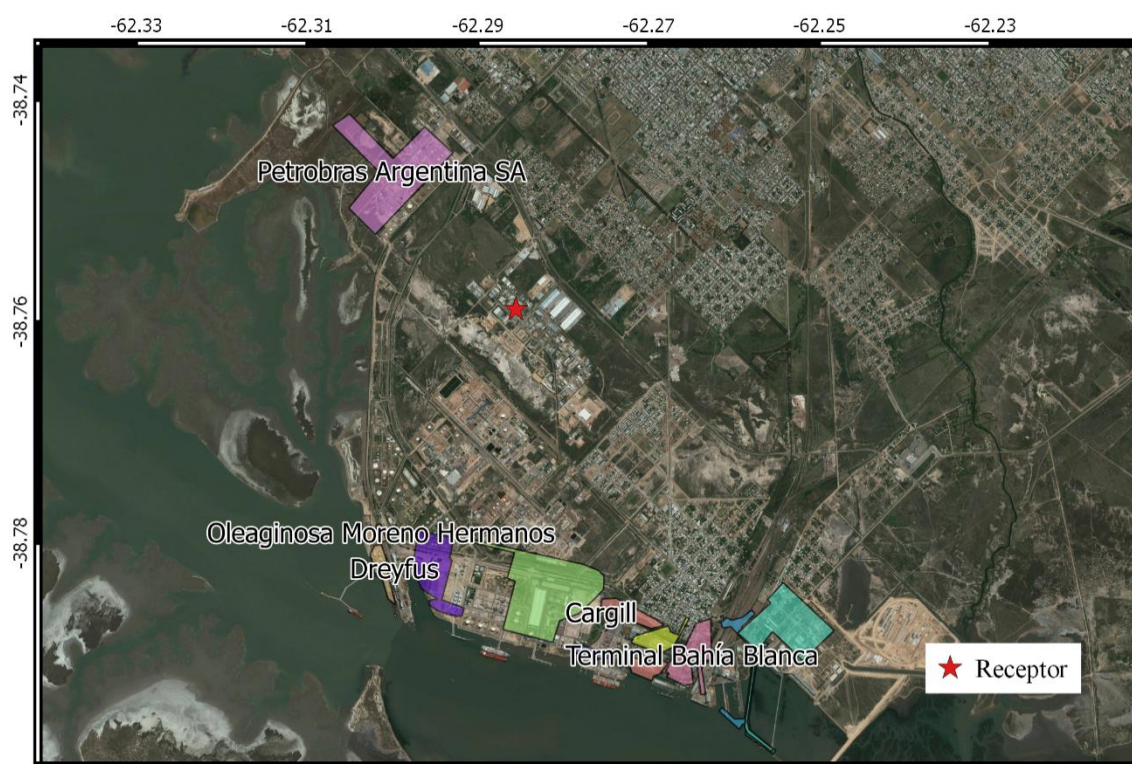 -62.33
-62.31
-62.29
-62.27
-62.25
-62.23
-38.74
-38.76
-38.78
Petrobras Argentina SA
Oleaginosa Moreno Hermanos
Dreyfus
Cargill
Terminal Bahía Blanca
Receptor